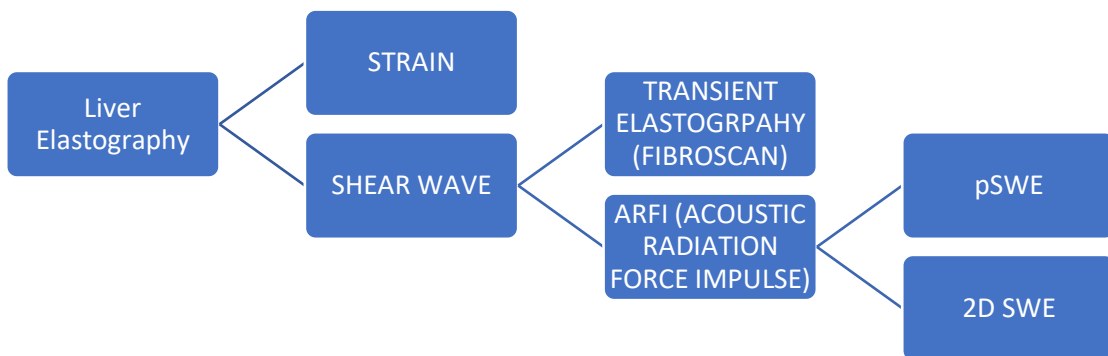 Liver
Elastography
STRAIN
SHEAR WAVE
TRANSIENT
ELASTOGRPAHY
(FIBROSCAN)
ARFI (ACOUSTIC
RADIATION
FORCE IMPULSE)
pSWE
2D SWE